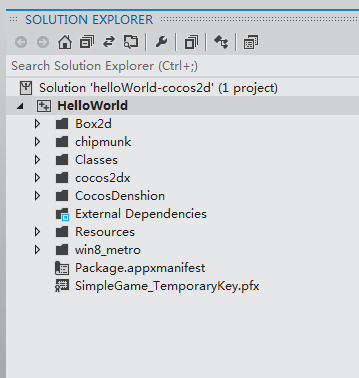 SOLUTION EXPLORER
Search Solution Explorer (Ctrl+;)
Solution 'helloWorld-cocos2d' (1 project)
HelloWorld
Box2d
chipmunk
Classes
cocos2dx
CocosDenshion
External Dependencies
Resources
win8_metro
Package.appxmanifest
SimpleGame_TemporaryKey.pfx